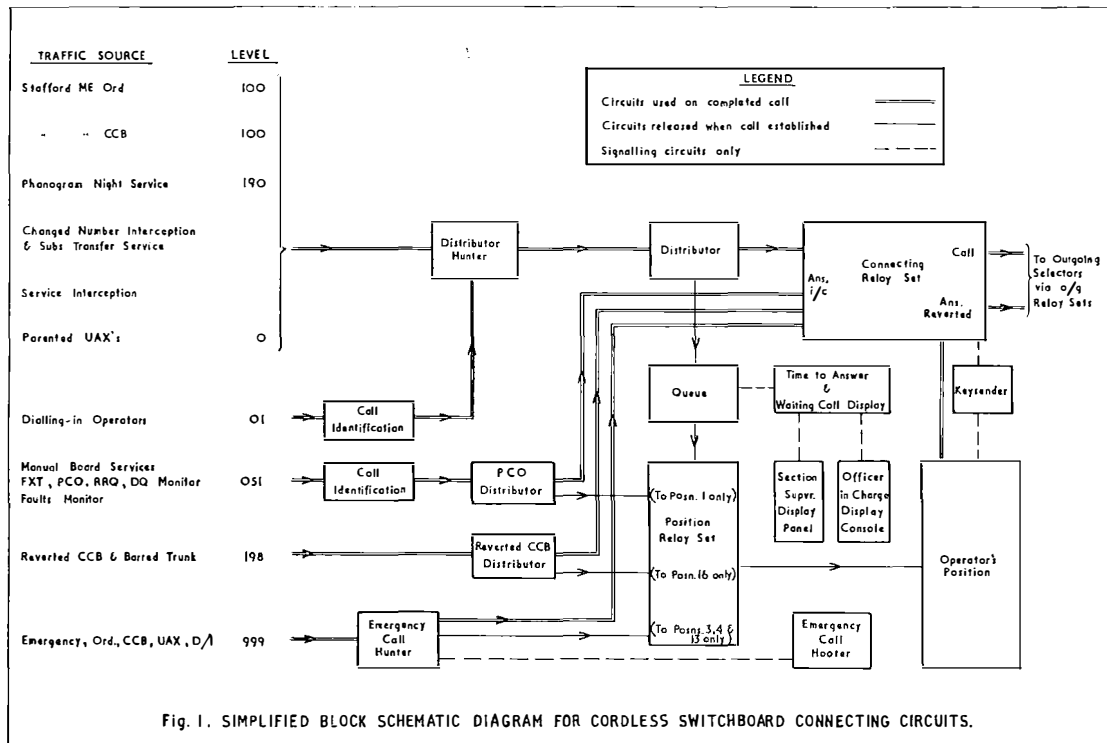 TRAFFIC SOURCE LEVEL
Stafford ME Ord 100
" " CCB 100
Phonogram Night Service 190
Changed Number Interception
& Subs Transfer Service
Service Interception
Parented UAX's 0
Dialling-in Operators 01
Manual Board Services
FXT, PCO, RRQ, DQ Monitor 051
Faults Monitor
Reverted CCB & Barred Trunk 198
Emergency, Ord., CCB, UAX, D/I 999
LEGEND
Circuits used on completed call
Circuits released when call established
Signalling circuits only
Distributor
Hunter
Distributor
Connecting
Relay Set
Call
Ans.
i/c
Ans.
Reverted
To Outgoing
Selectors
via o/g
Relay Sets
Queue
Time to Answer
&
Waiting Call Display
Keysender
Call
Identification
Call
Identification
PCO
Distributor
Reverted CCB
Distributor
Emergency
Call
Hunter
(To Posn. 1 only)
Position
Relay Set
(To Posn. 16 only)
(To Posns. 3, 4 &
13 only)
Section
Supvr.
Display
Panel
Officer
in Charge
Display
Console
Operator's
Position
Emergency
Call
Hooter
Fig. 1. SIMPLIFIED BLOCK SCHEMATIC DIAGRAM FOR CORDLESS SWITCHBOARD CONNECTING CIRCUITS.